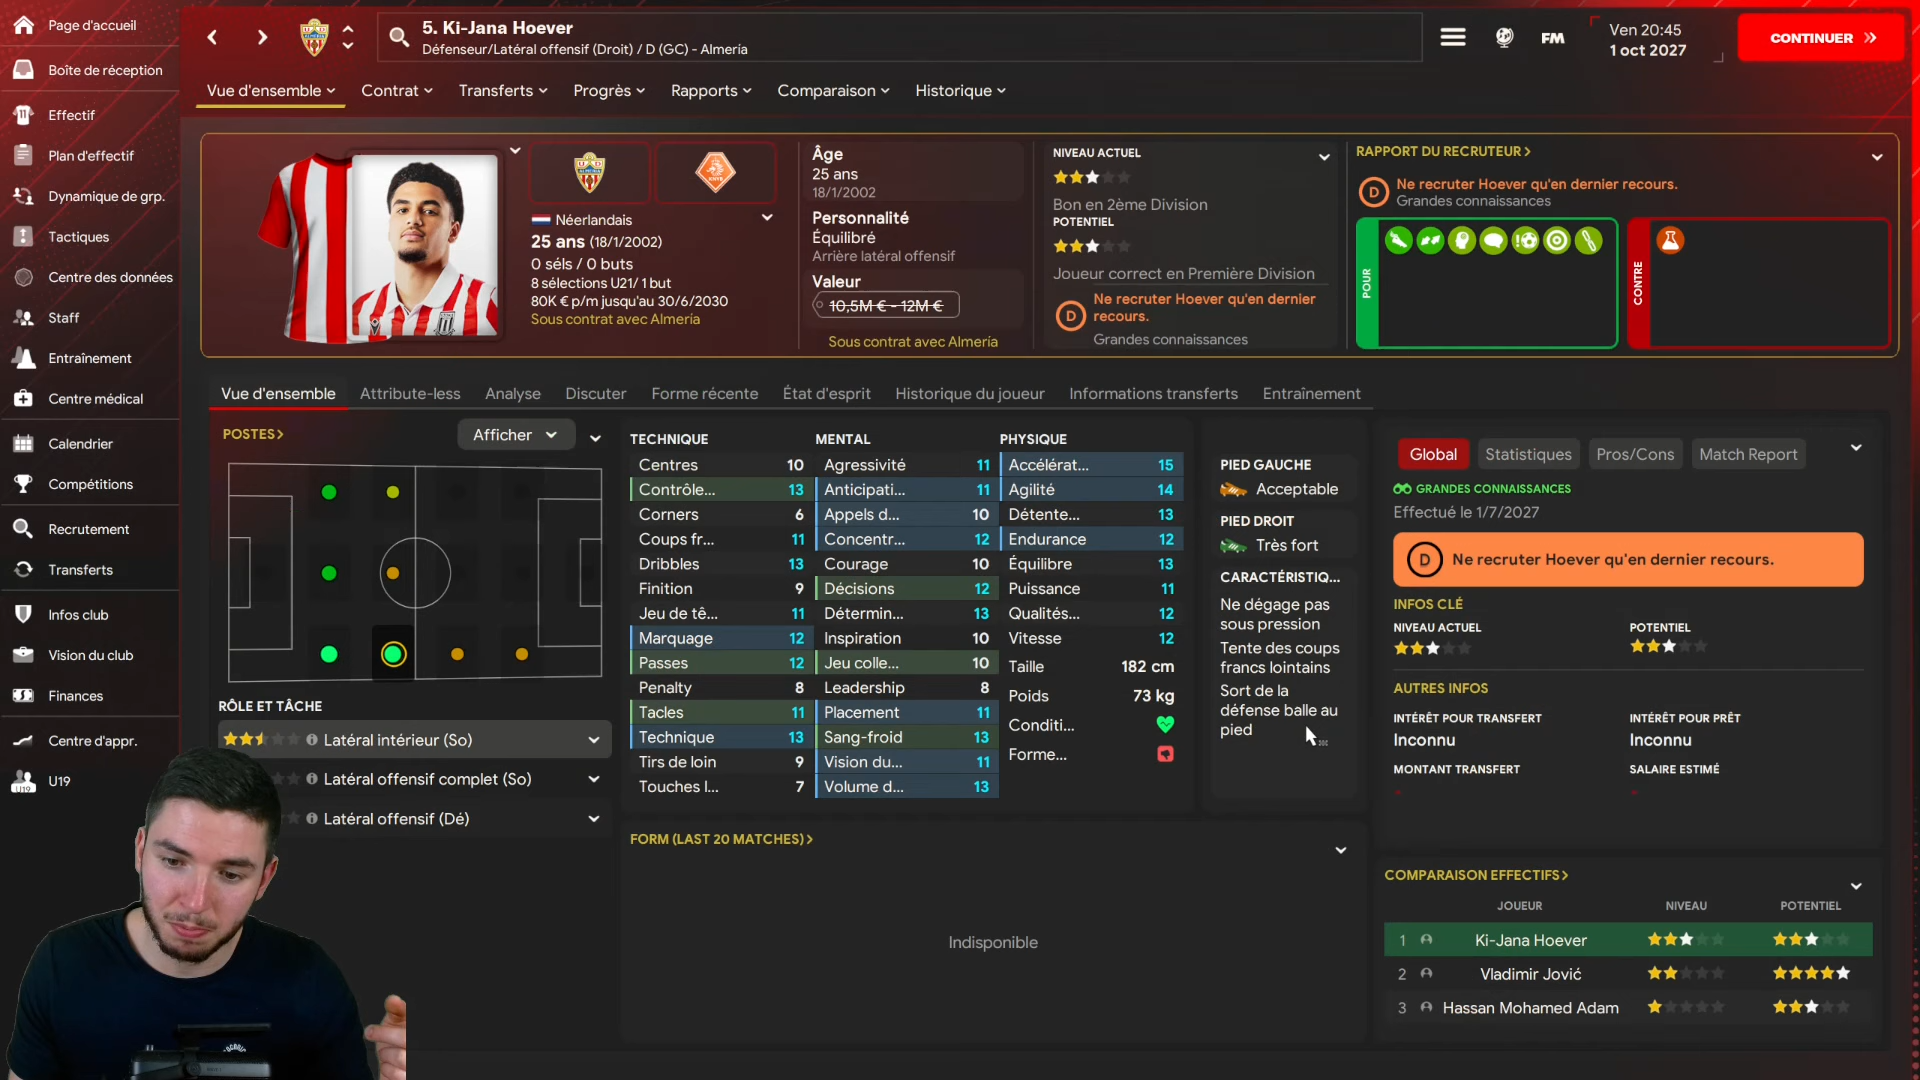 Page d'accueil
Boîte de réception
Effectif
Plan d'effectif
Dynamique de grp.
Tactiques
Centre des données
Staff
Entraînement
Centre médical
Calendrier
Compétitions
Recrutement
Transferts
Infos club
Vision du club
Finances
Centre d'appr.
U19
U19
5. Ki-Jana Hoever
Défenseur/Latéral offensif (Droit) / D (GC) - Almería
FM
Ven 20:45
1 oct 2027
CONTINUER
Vue d'ensemble
Contrat
Transferts
Progrès
Rapports
Comparaison
Historique
Néerlandais
25 ans (18/1/2002)
0 séls / 0 buts
8 sélections U21/ 1 but
80K € p/m jusqu'au 30/6/2030
Sous contrat avec Almería
Âge
25 ans
18/1/2002
Personnalité
Équilibré
Arrière latéral offensif
Valeur
10,5M € - 12M €
Sous contrat avec Almería
NIVEAU ACTUEL
Bon en 2ème Division
POTENTIEL
Joueur correct en Première Division
D
Ne recruter Hoever qu'en dernier recours.
Grandes connaissances
RAPPORT DU RECRUTEUR >
D
Ne recruter Hoever qu'en dernier recours.
Grandes connaissances
POUR
CONTRE
Vue d'ensemble
Attribute-less
Analyse
Discuter
Forme récente
État d'esprit
Historique du joueur
Informations transferts
Entraînement
POSTES >
Afficher
RÔLE ET TÂCHE
Latéral intérieur (So)
Latéral offensif complet (So)
Latéral offensif (Dé)
TECHNIQUE
Centres 10
Contrôle... 13
Corners 6
Coups fr... 11
Dribbles 13
Finition 9
Jeu de tê... 11
Marquage 12
Passes 12
Penalty 8
Tacles 11
Technique 13
Tirs de loin 9
Touches l... 7
MENTAL
Agressivité 11
Anticipati... 11
Appels d... 10
Concentr... 12
Courage 10
Décisions 12
Détermin... 13
Inspiration 10
Jeu colle... 10
Leadership 8
Placement 11
Sang-froid 13
Vision du... 11
Volume d... 13
PHYSIQUE
Accélérat... 15
Agilité 14
Détente... 13
Endurance 12
Équilibre 13
Puissance 11
Qualités... 12
Vitesse 12
Taille 182 cm
Poids 73 kg
Conditi...
Forme...
PIED GAUCHE
Acceptable
PIED DROIT
Très fort
CARACTÉRISTIQ...
Ne dégage pas
sous pression
Tente des coups
francs lointains
Sort de la
défense balle au
pied
FORM (LAST 20 MATCHES) >
Indisponible
Global
Statistiques
Pros/Cons
Match Report
GRANDES CONNAISSANCES
Effectué le 1/7/2027
D
Ne recruter Hoever qu'en dernier recours.
INFOS CLÉ
NIVEAU ACTUEL
POTENTIEL
AUTRES INFOS
INTÉRÊT POUR TRANSFERT
Inconnu
INTÉRÊT POUR PRÊT
Inconnu
MONTANT TRANSFERT
-
SALAIRE ESTIMÉ
-
COMPARAISON EFFECTIFS >
JOUEUR NIVEAU POTENTIEL
1 Ki-Jana Hoever
2 Vladimir Jović
3 Hassan Mohamed Adam